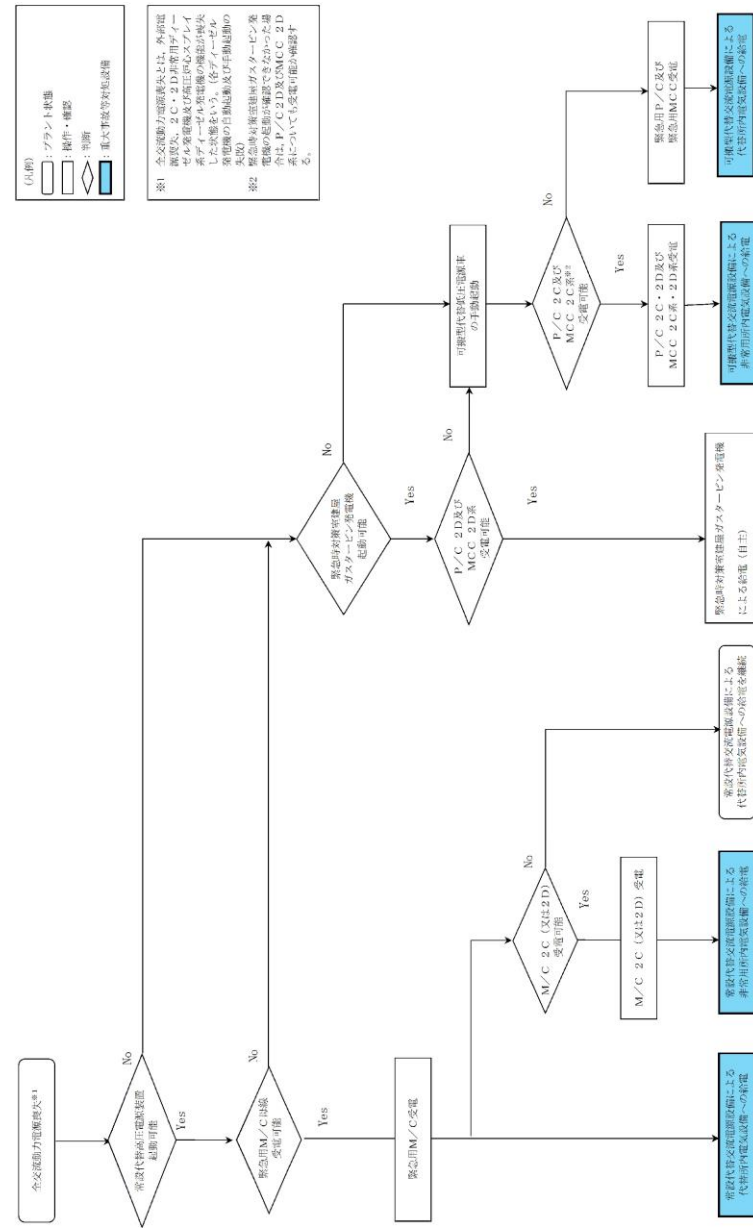 (凡例)
：プラント状態
：操作・確認
：判断
：重大事故等対処設備
※1 全交流動力電源喪失とは，外部電
源喪失，2C・2D非常用ディー
ゼル発電機及び高圧炉心スプレイ
系ディーゼル発電機の機能が喪失
した状態をいう。(各ディーゼル
発電機の自動起動及び手動起動の
失敗)
※2 緊急時対策室建屋ガスタービン発
電機の起動が確認できなかった場
合は，P／C 2D及びMCC 2D
系についても受電可能か確認す
る。
全交流動力電源喪失※1
常設代替高圧電源装置
起動可能
No
Yes
緊急用M／C母線
受電可能
No
Yes
緊急用M／C受電
常設代替交流電源設備による
代替所内電気設備への給電
M／C 2C（又は2D）
受電可能
No
Yes
M／C 2C（又は2D）受電
常設代替交流電源設備による
非常用所内電気設備への給電
常設代替交流電源設備による
代替所内電気設備への給電を継続
緊急時対策室建屋
ガスタービン発電機
起動可能
No
Yes
P／C 2D及び
MCC 2D系
受電可能
No
Yes
緊急時対策室建屋ガスタービン発電機
による給電（自主）
可搬型代替低圧電源車
の手動起動
P／C 2C及び
MCC 2C系※2
受電可能
No
Yes
P／C 2C・2D及び
MCC 2C系・2D系受電
可搬型代替交流電源設備による
非常用所内電気設備への給電
緊急用P／C及び
緊急用MCC受電
可搬型代替交流電源設備による
代替所内電気設備への給電